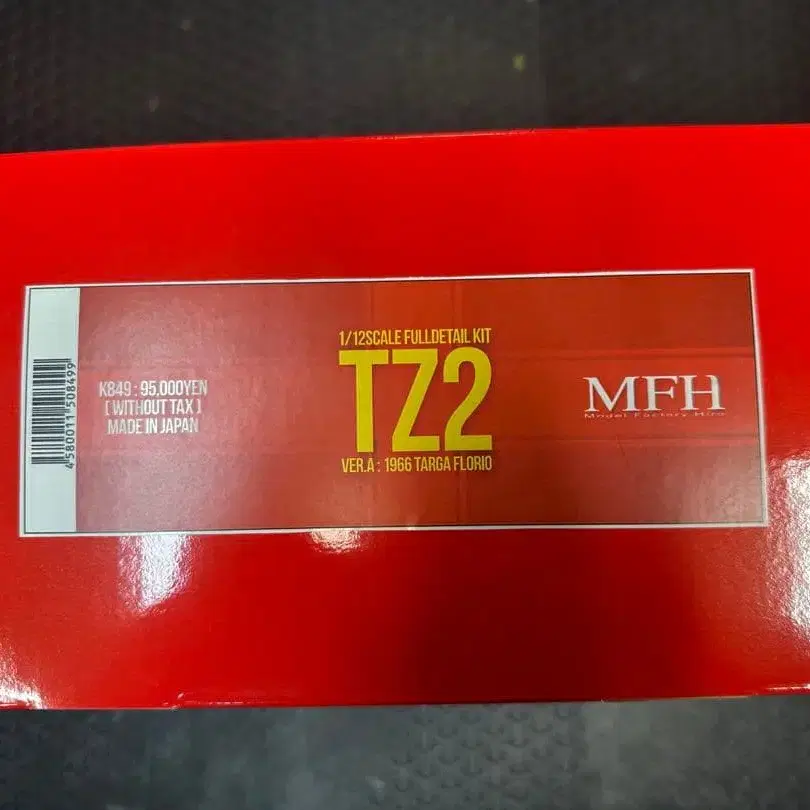 4580011508499
K849 : 95,000YEN
[ WITHOUT TAX ]
MADE IN JAPAN
1/12SCALE FULLDETAIL KIT
TZ2
VER.A : 1966 TARGA FLORIO
MFH
Model Factory Hiro